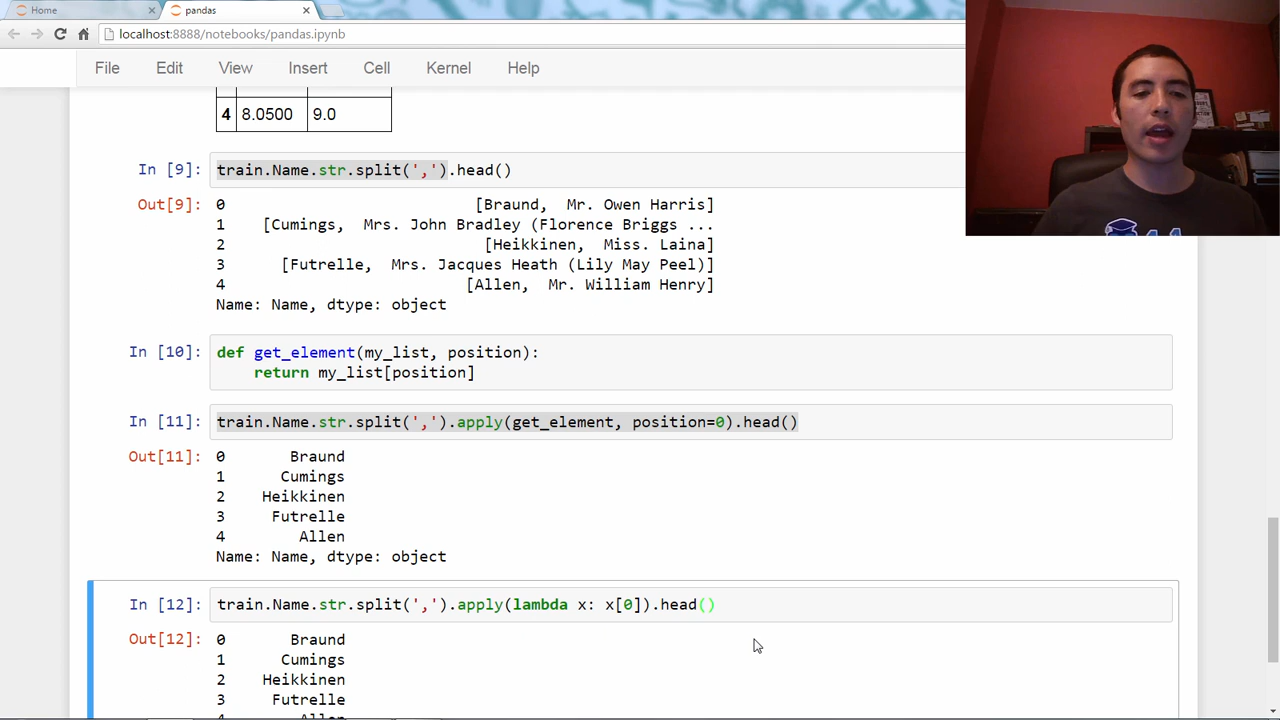 Home
pandas
localhost:8888/notebooks/pandas.ipynb
File Edit View Insert Cell Kernel Help
4 8.0500 9.0
In [9]: train.Name.str.split(',').head()
Out[9]: 0 [Braund, Mr. Owen Harris]
1 [Cumings, Mrs. John Bradley (Florence Briggs ...
2 [Heikkinen, Miss. Laina]
3 [Futrelle, Mrs. Jacques Heath (Lily May Peel)]
4 [Allen, Mr. William Henry]
Name: Name, dtype: object
In [10]: def get_element(my_list, position):
return my_list[position]
In [11]: train.Name.str.split(',').apply(get_element, position=0).head()
Out[11]: 0 Braund
1 Cumings
2 Heikkinen
3 Futrelle
4 Allen
Name: Name, dtype: object
In [12]: train.Name.str.split(',').apply(lambda x: x[0]).head()
Out[12]: 0 Braund
1 Cumings
2 Heikkinen
3 Futrelle
4 Allen